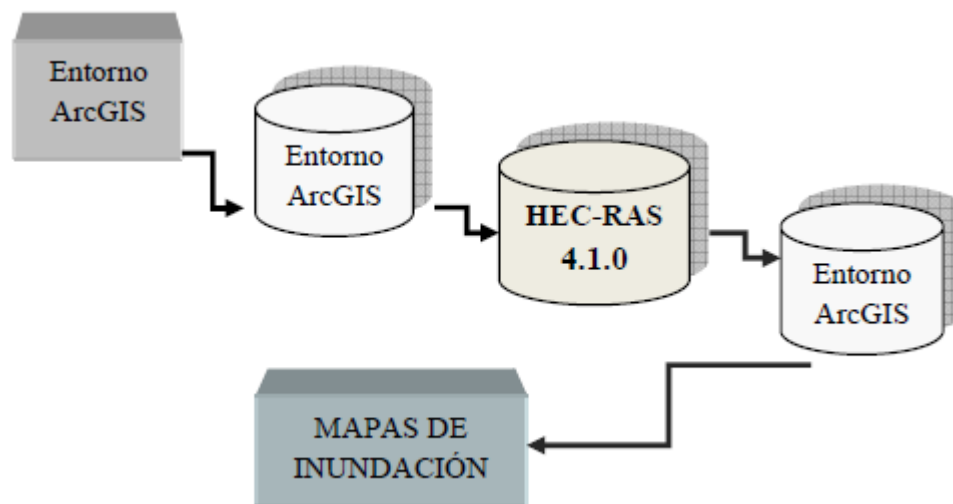 Entorno
ArcGIS
Entorno
ArcGIS
HEC-RAS
4.1.0
Entorno
ArcGIS
MAPAS DE
INUNDACIÓN